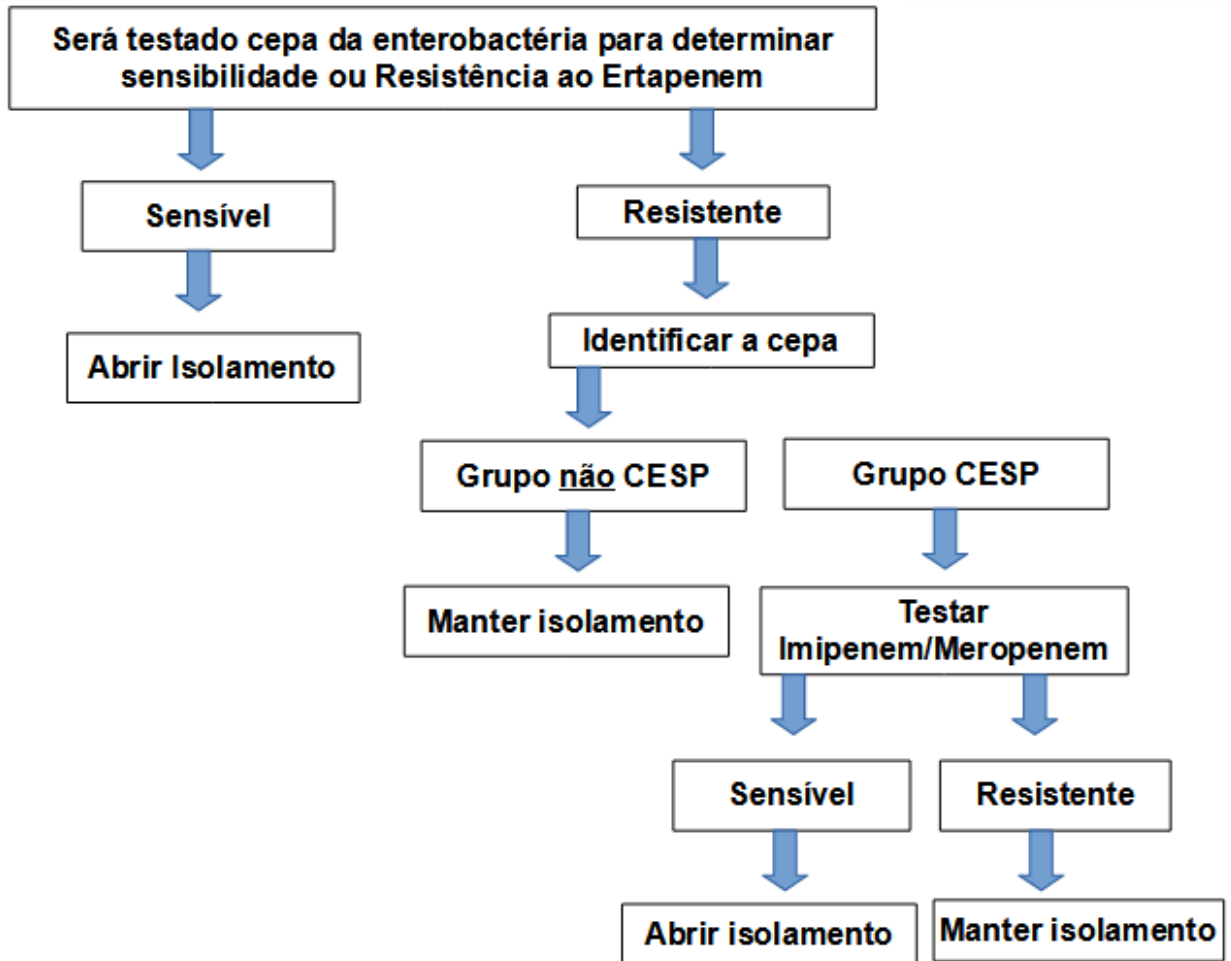 Será testado cepa da enterobactéria para determinar
sensibilidade ou Resistência ao Ertapenem
Sensível
Resistente
Abrir Isolamento
Identificar a cepa
Grupo não CESP
Grupo CESP
Manter isolamento
Testar
Imipenem/Meropenem
Sensível
Resistente
Abrir isolamento
Manter isolamento